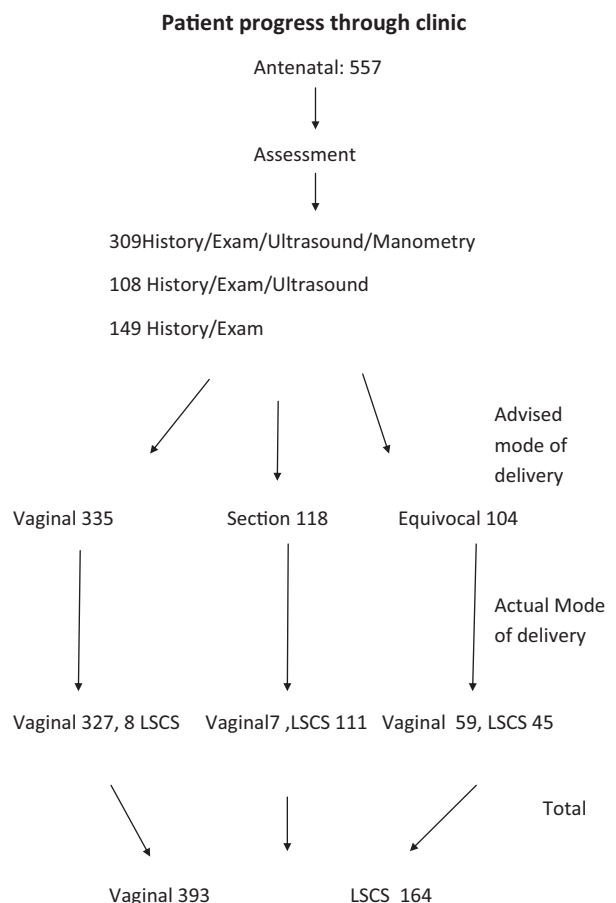 Patient progress through clinic
Antenatal: 557
Assessment
309History/Exam/Ultrasound/Manometry
108 History/Exam/Ultrasound
149 History/Exam
Advised
mode of
delivery
Vaginal 335
Section 118
Equivocal 104
Actual Mode
of delivery
Vaginal 327, 8 LSCS
Vaginal7 ,LSCS 111
Vaginal 59, LSCS 45
Total
Vaginal 393
LSCS 164